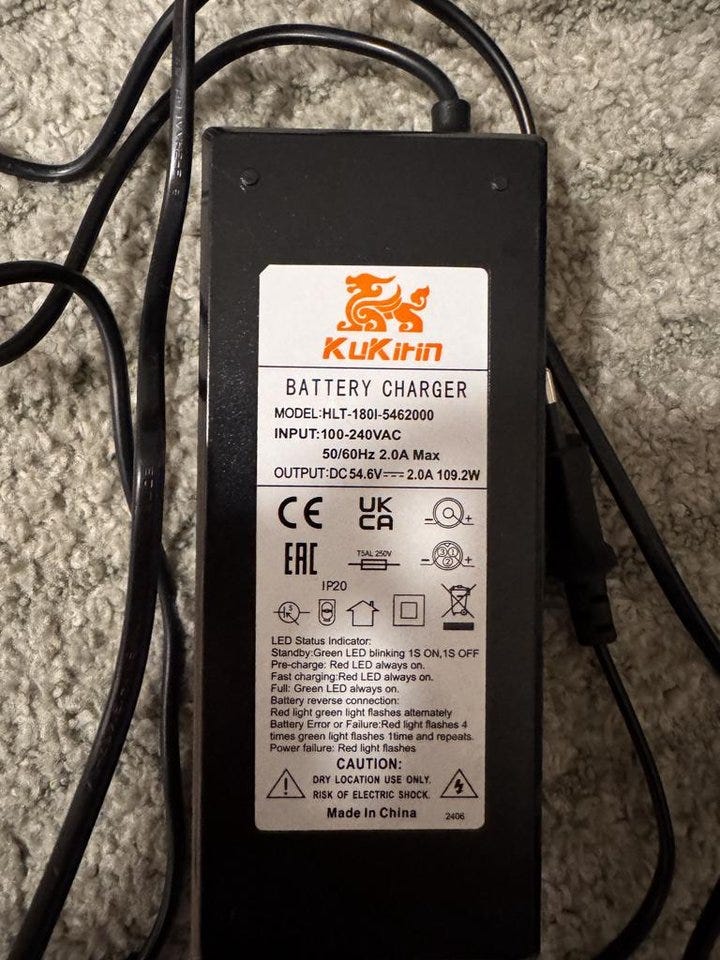 KuKirin
BATTERY CHARGER
MODEL:HLT-180I-5462000
INPUT:100-240VAC
50/60Hz 2.0A Max
OUTPUT:DC54.6V⎓2.0A 109.2W
CE UK CA
EAC T5AL 250V
IP20
LED Status Indicator:
Standby:Green LED blinking 1S ON,1S OFF
Pre-charge: Red LED always on.
Fast charging:Red LED always on.
Full: Green LED always on.
Battery reverse connection:
Red light green light flashes alternately
Battery Error or Failure:Red light flashes 4
times green light flashes 1time and repeats.
Power failure: Red light flashes
CAUTION:
DRY LOCATION USE ONLY.
RISK OF ELECTRIC SHOCK.
Made In China 2406